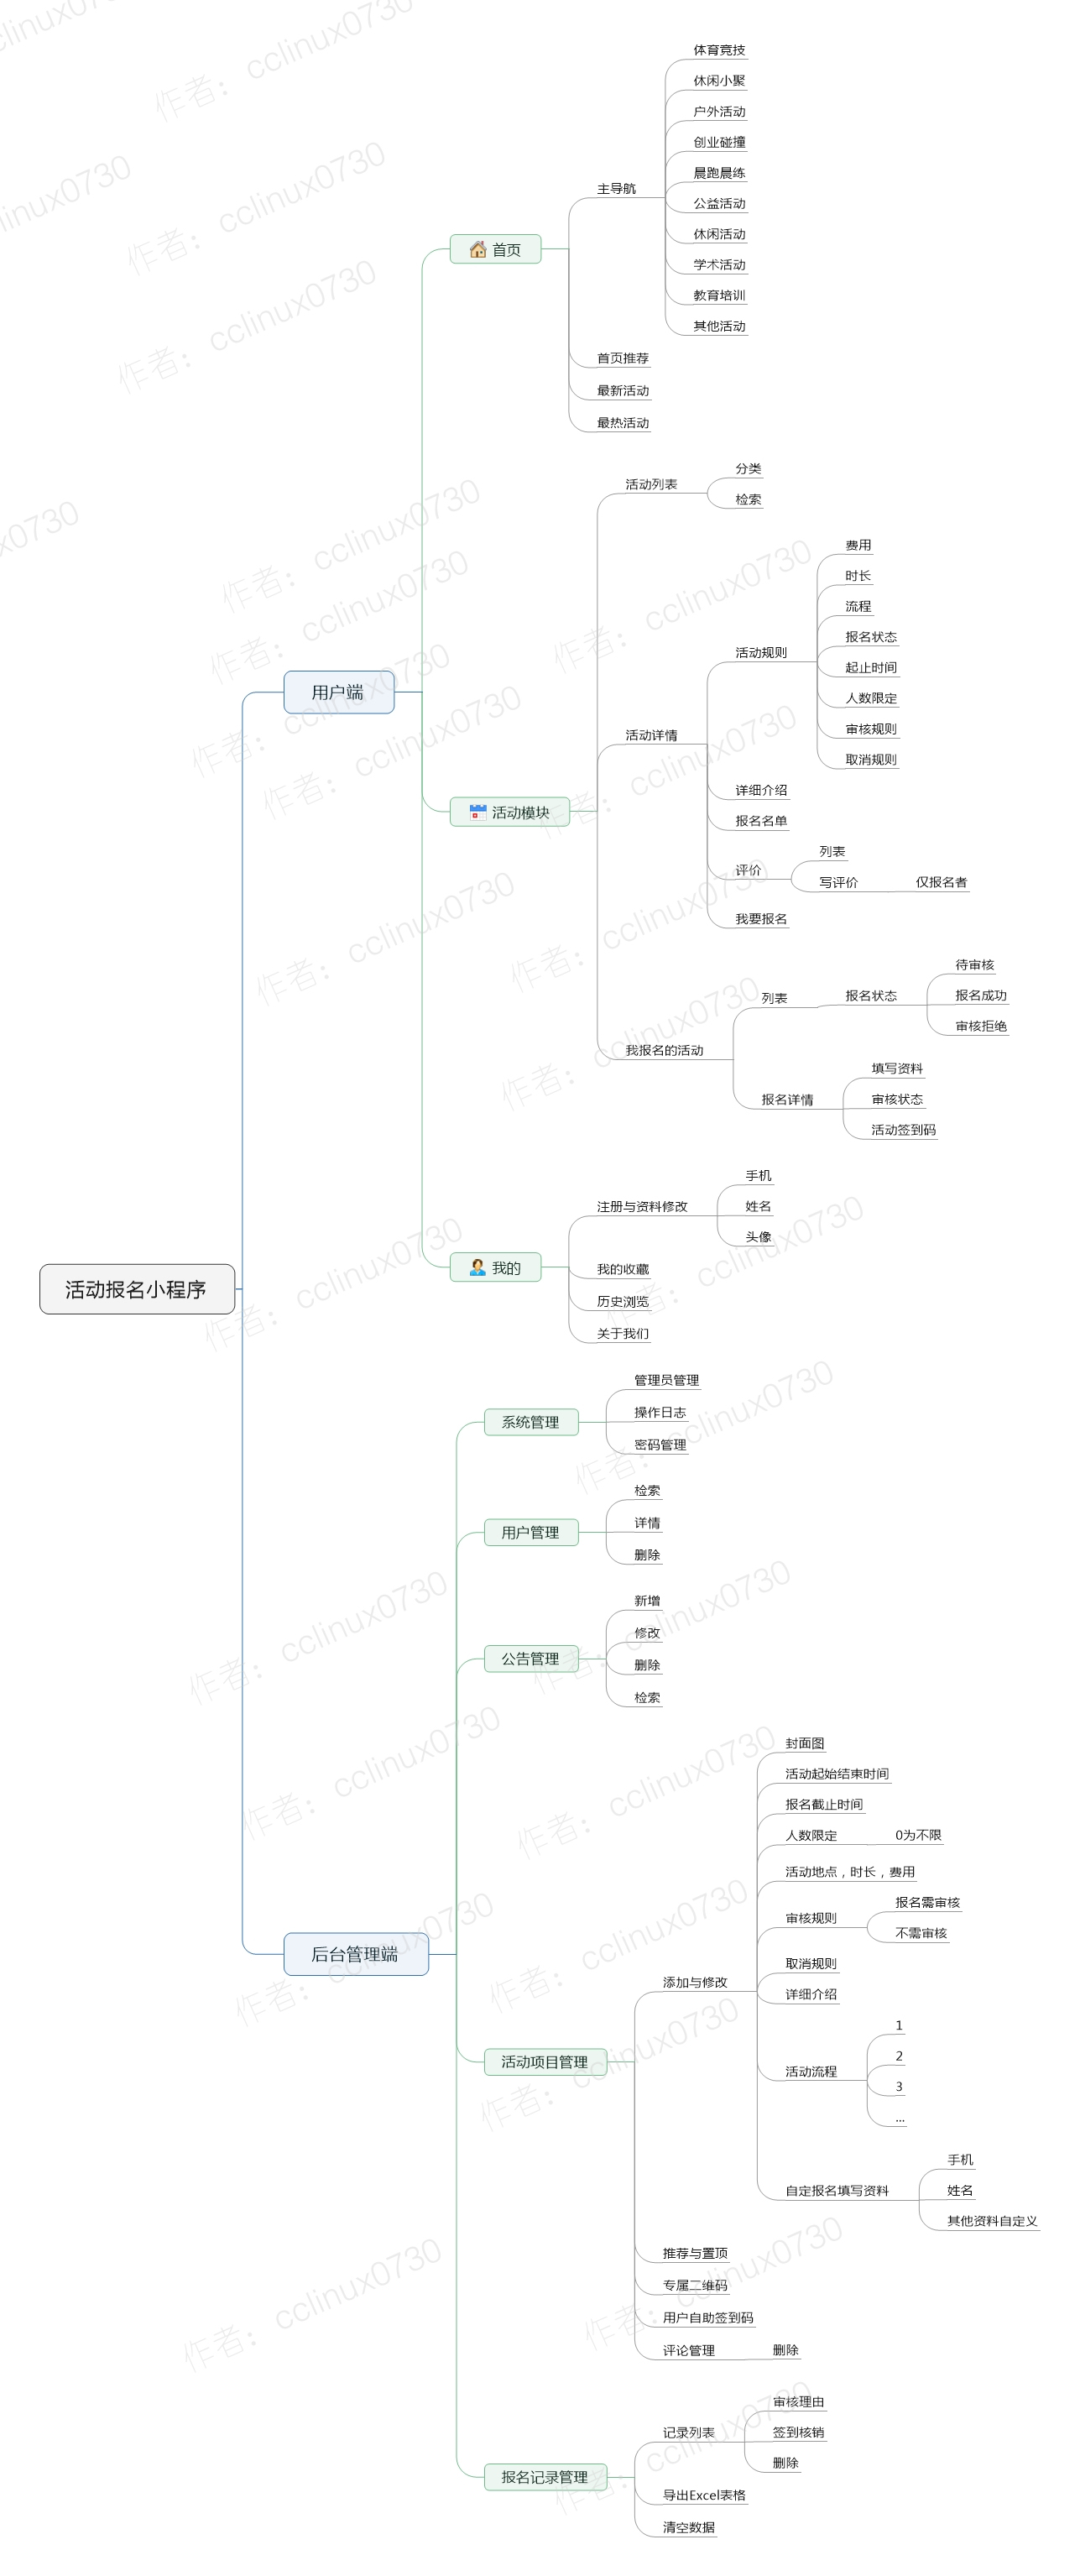 活动报名小程序
用户端
首页
主导航
体育竞技
休闲小聚
户外活动
创业碰撞
晨跑晨练
公益活动
休闲活动
学术活动
教育培训
其他活动
首页推荐
最新活动
最热活动
活动模块
活动列表
分类
检索
活动详情
活动规则
费用
时长
流程
报名状态
起止时间
人数限定
审核规则
取消规则
详细介绍
报名名单
评价
列表
写评价
仅报名者
我要报名
我报名的活动
列表
报名状态
待审核
报名成功
审核拒绝
报名详情
填写资料
审核状态
活动签到码
我的
注册与资料修改
手机
姓名
头像
我的收藏
历史浏览
关于我们
后台管理端
系统管理
管理员管理
操作日志
密码管理
用户管理
检索
详情
删除
公告管理
新增
修改
删除
检索
活动项目管理
添加与修改
封面图
活动起始结束时间
报名截止时间
人数限定
0为不限
活动地点，时长，费用
审核规则
报名需审核
不需审核
取消规则
详细介绍
活动流程
1
2
3
...
自定报名填写资料
手机
姓名
其他资料自定义
推荐与置顶
专属二维码
用户自助签到码
评论管理
删除
报名记录管理
记录列表
审核理由
签到核销
删除
导出Excel表格
清空数据
作者：cclinux0730